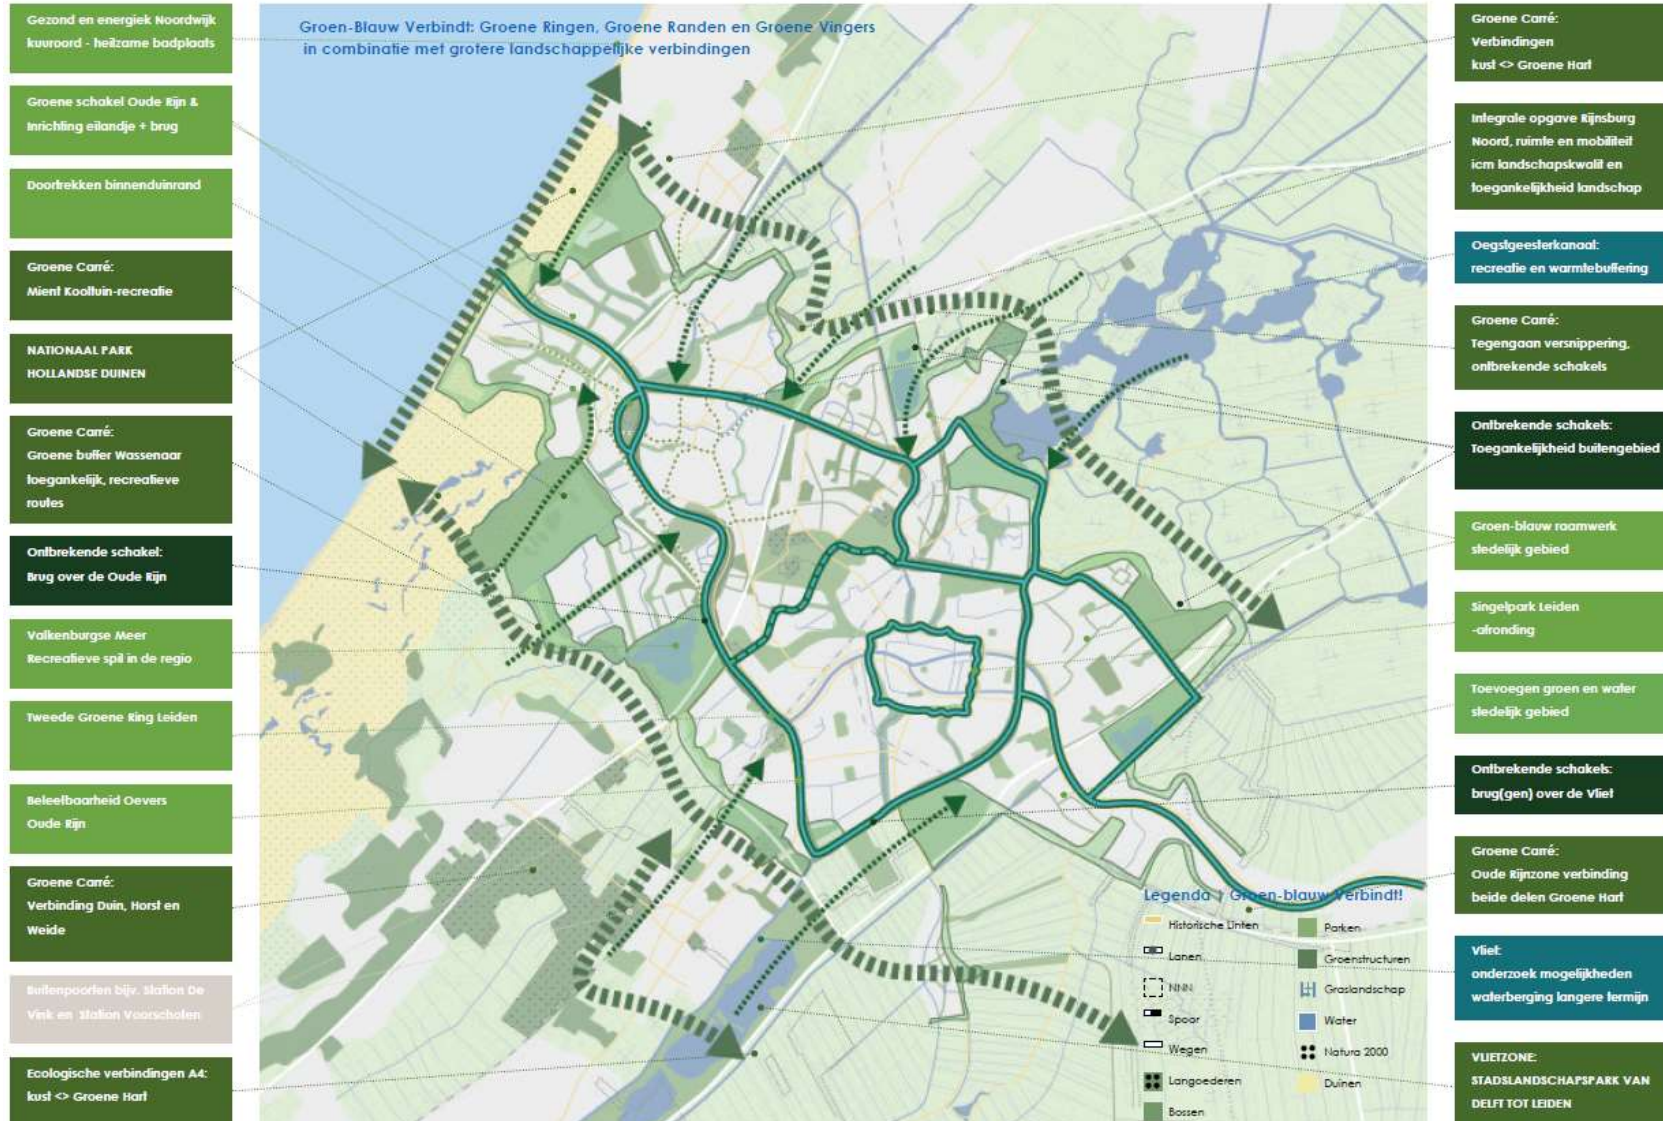 Groen-Blauw Verbindt: Groene Ringen, Groene Randen en Groene Vingers
in combinatie met grotere landschappelijke verbindingen
Gezond en energiek Noordwijk
kuuroord - heilzame badplaats
Groene schakel Oude Rijn &
Inrichting eilandje + brug
Doortrekken binnenduinrand
Groene Carré:
Mient Kooltuin-recreatie
NATIONAAL PARK
HOLLANDSE DUINEN
Groene Carré:
Groene buffer Wassenaar
toegankelijk, recreatieve
routes
Ontbrekende schakel:
Brug over de Oude Rijn
Valkenburgse Meer
Recreatieve spil in de regio
Tweede Groene Ring Leiden
Beleefbaarheid Oevers
Oude Rijn
Groene Carré:
Verbinding Duin, Horst en
Weide
Buitenpoorten bijv. Station De
Vink en Station Voorschoten
Ecologische verbindingen A4:
kust <> Groene Hart
Groene Carré:
Verbindingen
kust <> Groene Hart
Integrale opgave Rijnsburg
Noord, ruimte en mobiliteit
icm landschapskwalit en
toegankelijkheid landschap
Oegstgeesterkanaal:
recreatie en warmtebuffering
Groene Carré:
Tegengaan versnippering,
ontbrekende schakels
Ontbrekende schakels:
Toegankelijkheid buitengebied
Groen-blauw raamwerk
stedelijk gebied
Singelpark Leiden
-afronding
Toevoegen groen en water
stedelijk gebied
Ontbrekende schakels:
brug(gen) over de Vliet
Groene Carré:
Oude Rijnzone verbinding
beide delen Groene Hart
Vliet:
onderzoek mogelijkheden
waterberging langere termijn
VLIETZONE:
STADSLANDSCHAPSPARK VAN
DELFT TOT LEIDEN
Legenda | Groen-blauw Verbindt!
Historische Linten
Lanen
NNN
Spoor
Wegen
Langoederen
Bossen
Parken
Groenstructuren
Graslandschap
Water
Natura 2000
Duinen